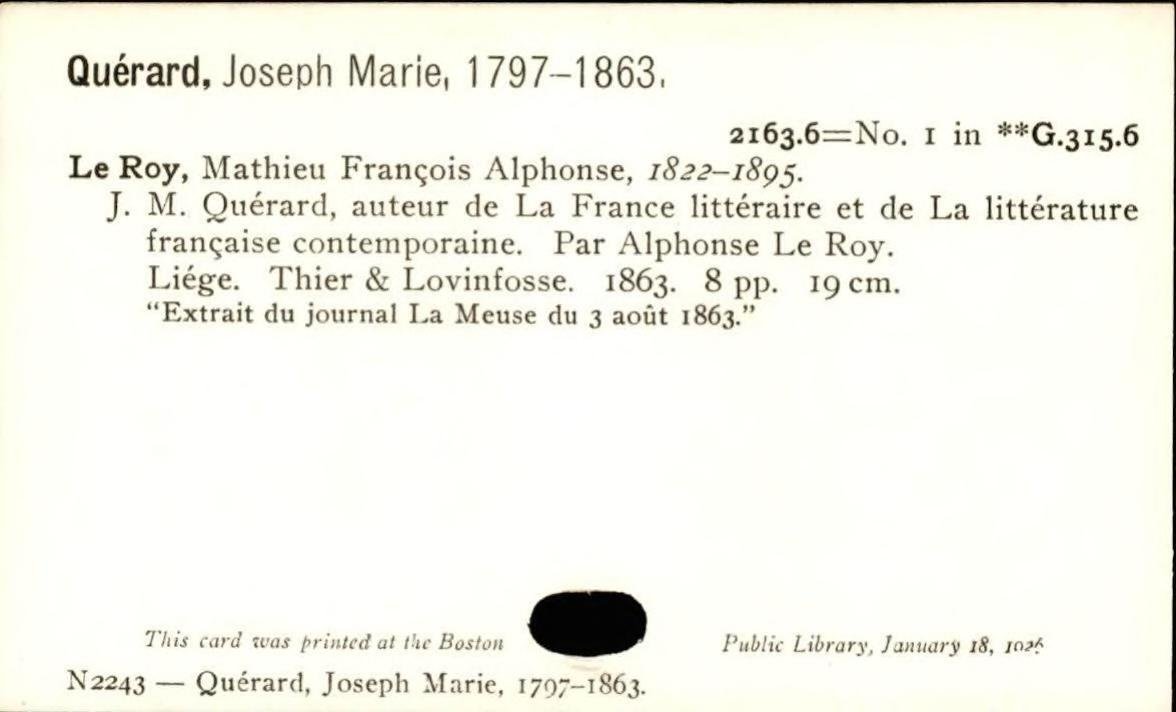 Quérard, Joseph Marie, 1797–1863.
2163.6=No. 1 in **G.315.6
Le Roy, Mathieu François Alphonse, 1822–1895.
J. M. Quérard, auteur de La France littéraire et de La littérature
française contemporaine. Par Alphonse Le Roy.
Liége. Thier & Lovinfosse. 1863. 8 pp. 19 cm.
“Extrait du journal La Meuse du 3 août 1863.”
This card was printed at the Boston Public Library, January 18,
N2243 — Quérard, Joseph Marie, 1797–1863.